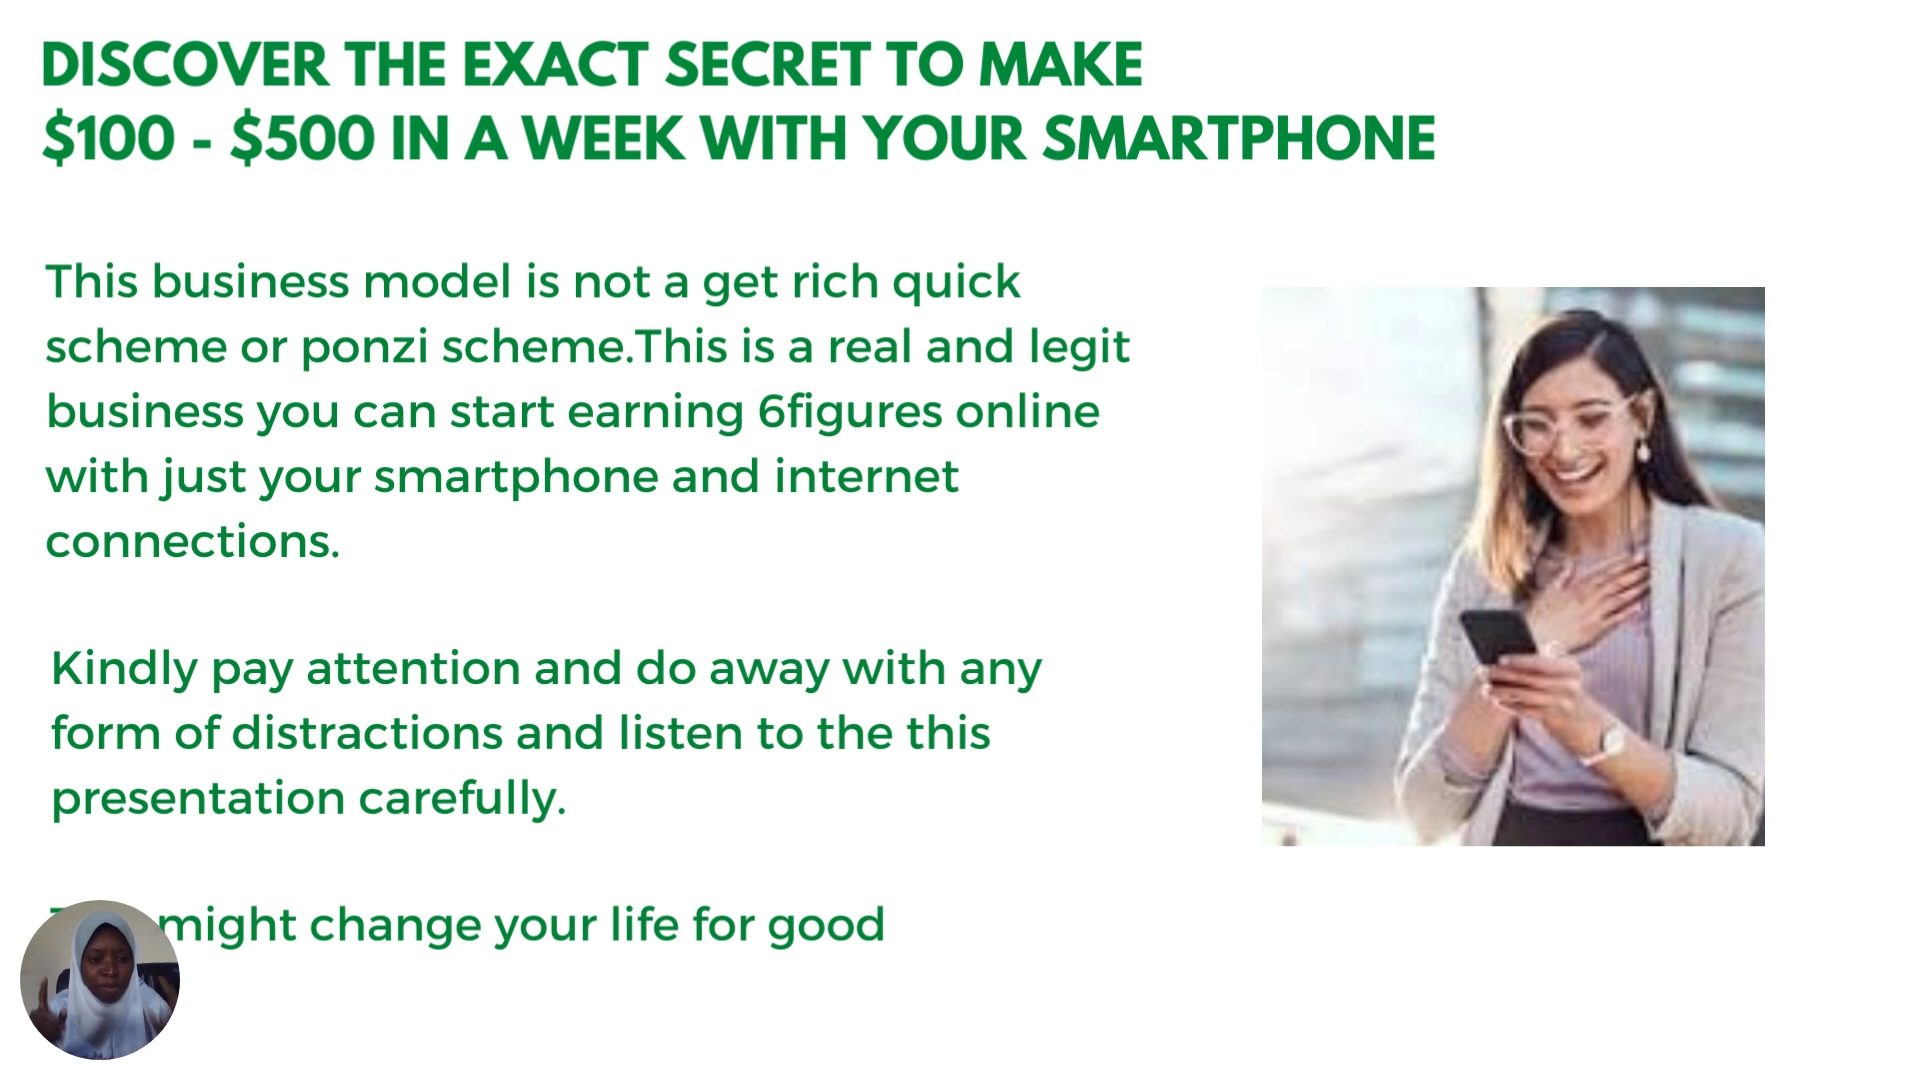 DISCOVER THE EXACT SECRET TO MAKE
$100 - $500 IN A WEEK WITH YOUR SMARTPHONE
This business model is not a get rich quick
scheme or ponzi scheme.This is a real and legit
business you can start earning 6figures online
with just your smartphone and internet
connections.
Kindly pay attention and do away with any
form of distractions and listen to the this
presentation carefully.
might change your life for good